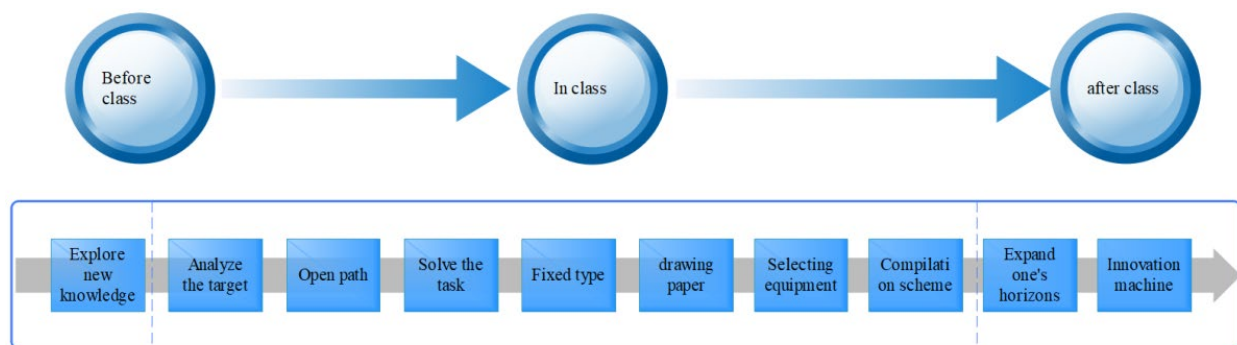 Before
class
In class
after class
Explore
new
knowledge
Analyze
the target
Open path
Solve the
task
Fixed type
drawing
paper
Selecting
equipment
Compilati
on scheme
Expand
one's
horizons
Innovation
machine